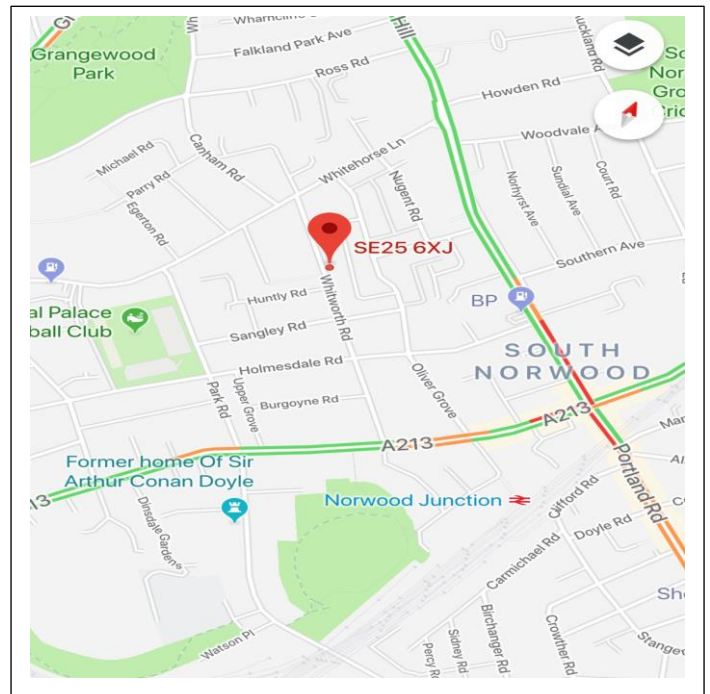 Wharncliffe
Falkland Park Ave
Grangewood
Park
Ross Rd
Hill
Howden Rd
Woodvale A
Canham Rd
Whitehorse Ln
Michael Rd
Parry Rd
Egerton Rd
Nugent Rd
Norhyrst Ave
Sundial Ave
Court Rd
SE25 6XJ
Southern Ave
Whitworth Rd
Huntly Rd
BP
al Palace
ball Club
Sangley Rd
SOUTH
NORWOOD
Holmesdale Rd
Park Rd
Upper Grove
Burgoyne Rd
Oliver Grove
A213
A213
Former home Of Sir
Arthur Conan Doyle
13
Portland Rd
Norwood Junction
Clifford Rd
Dinsdale Gardens
Doyle Rd
Carmichael Rd
Watson Pl
Birchanger Rd
Sidney Rd
Percy Ro
Crowther Rd
Stangev